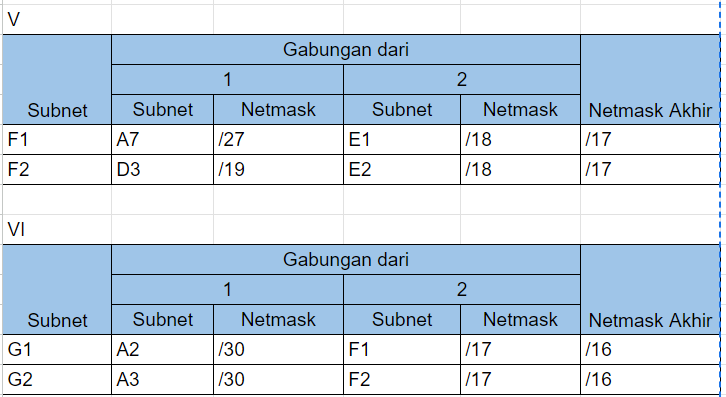 V
Gabungan dari
1 2
Subnet Subnet Netmask Subnet Netmask Netmask Akhir
F1 A7 /27 E1 /18 /17
F2 D3 /19 E2 /18 /17
VI
Gabungan dari
1 2
Subnet Subnet Netmask Subnet Netmask Netmask Akhir
G1 A2 /30 F1 /17 /16
G2 A3 /30 F2 /17 /16